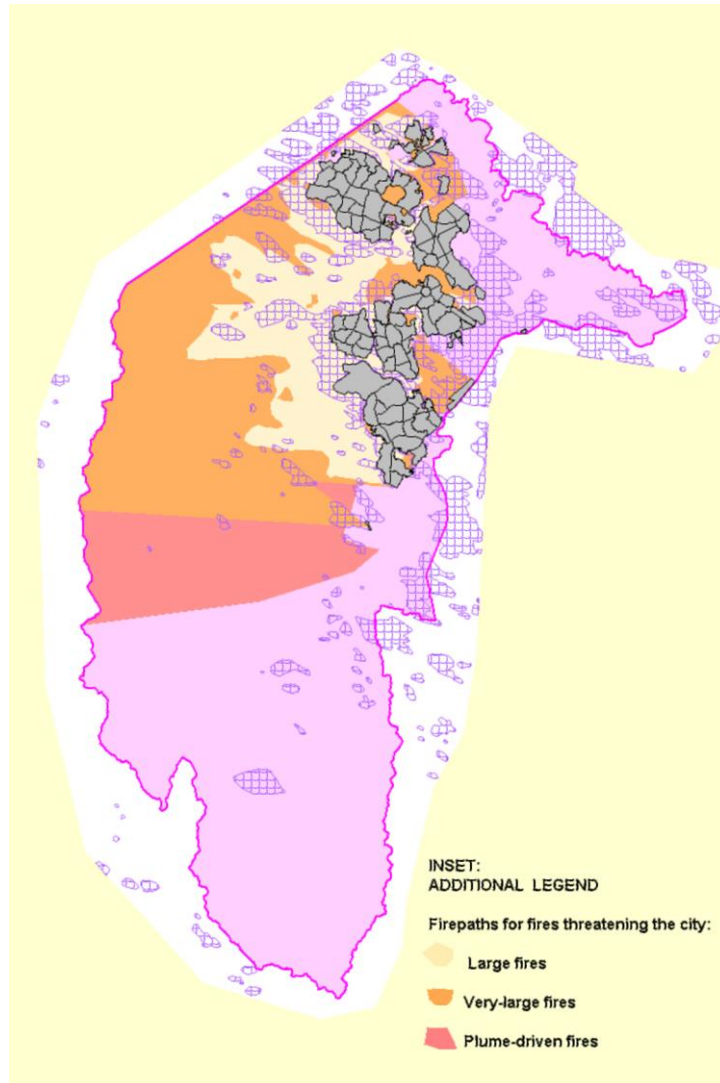 INSET:
ADDITIONAL LEGEND
Firepaths for fires threatening the city:
Large fires
Very-large fires
Plume-driven fires